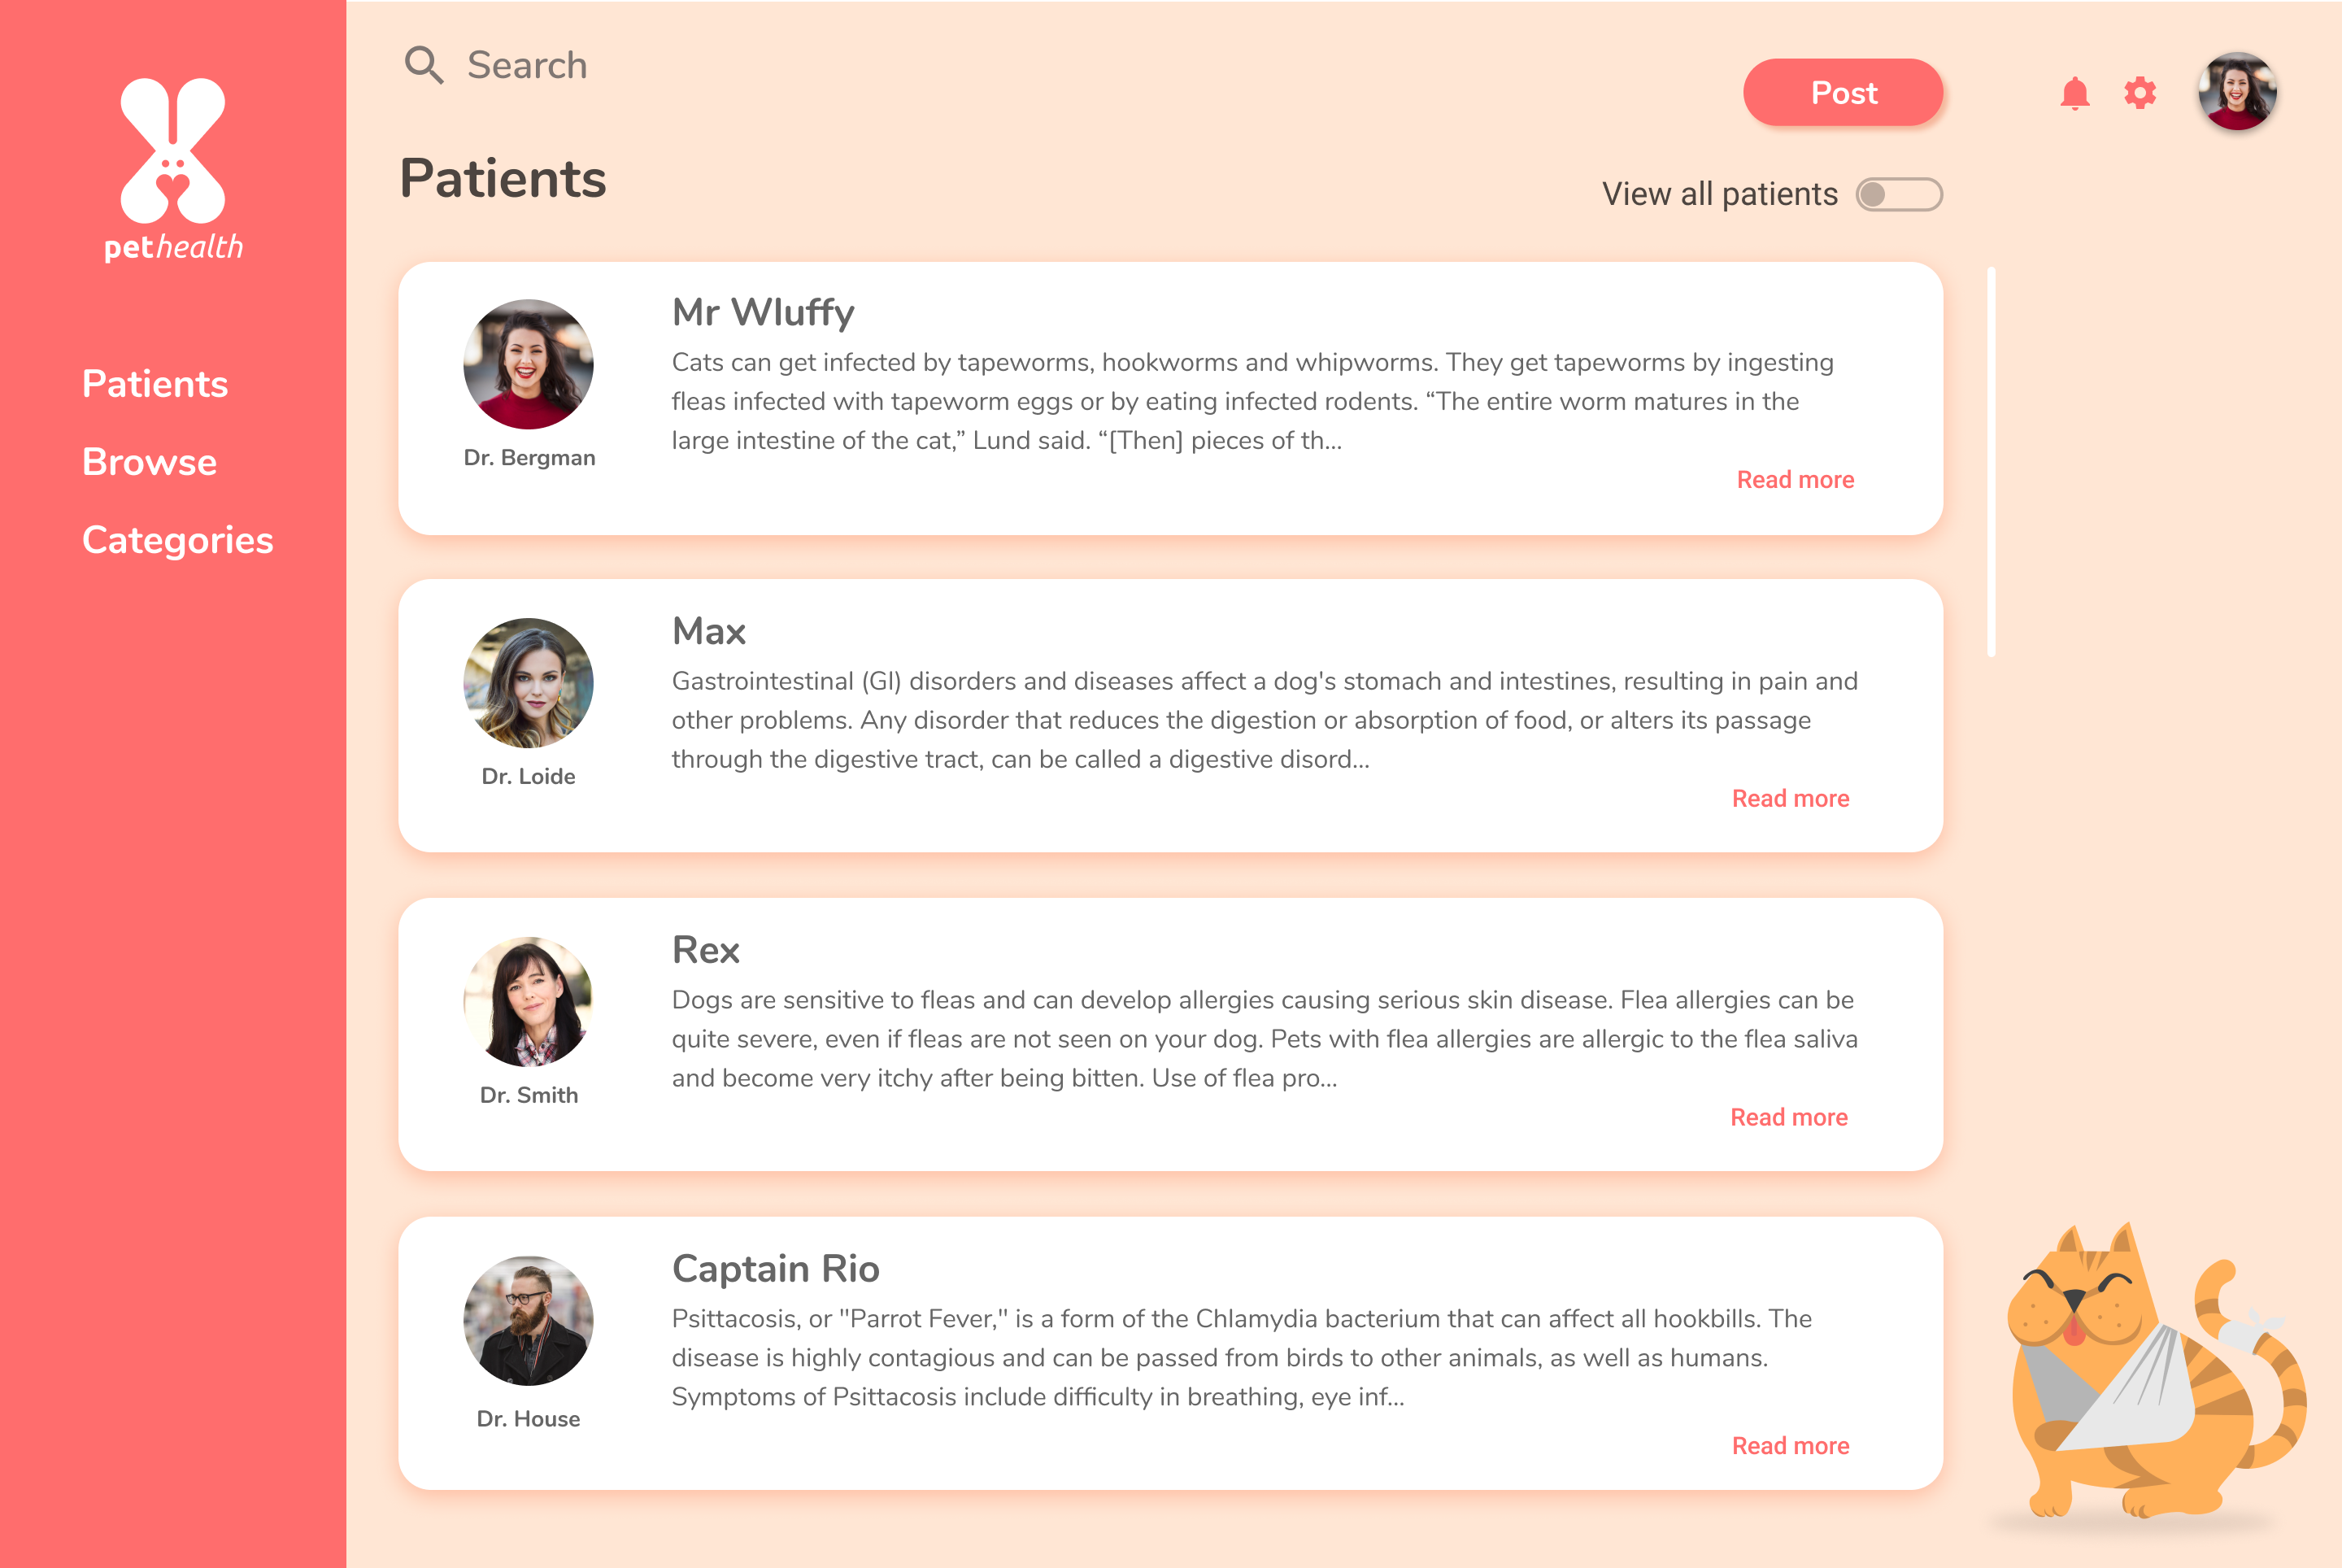 pethealth
Patients
Browse
Categories
Search
Post
Patients
View all patients
Mr Wluffy
Cats can get infected by tapeworms, hookworms and whipworms. They get tapeworms by ingesting
fleas infected with tapeworm eggs or by eating infected rodents. “The entire worm matures in the
large intestine of the cat,” Lund said. “[Then] pieces of th...
Dr. Bergman
Read more
Max
Gastrointestinal (GI) disorders and diseases affect a dog's stomach and intestines, resulting in pain and
other problems. Any disorder that reduces the digestion or absorption of food, or alters its passage
through the digestive tract, can be called a digestive disord...
Dr. Loide
Read more
Rex
Dogs are sensitive to fleas and can develop allergies causing serious skin disease. Flea allergies can be
quite severe, even if fleas are not seen on your dog. Pets with flea allergies are allergic to the flea saliva
and become very itchy after being bitten. Use of flea pro...
Dr. Smith
Read more
Captain Rio
Psittacosis, or "Parrot Fever," is a form of the Chlamydia bacterium that can affect all hookbills. The
disease is highly contagious and can be passed from birds to other animals, as well as humans.
Symptoms of Psittacosis include difficulty in breathing, eye inf...
Dr. House
Read more